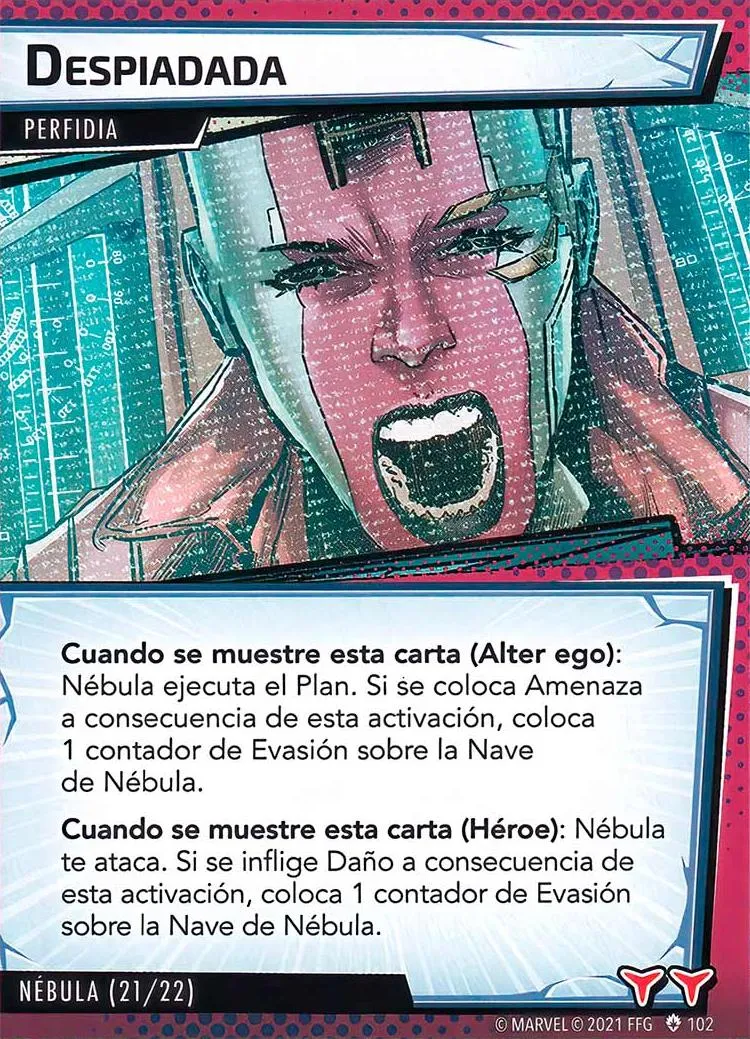 DESPIADADA
PERFIDIA
80
Cuando se muestre esta carta (Alter ego):
Nébula ejecuta el Plan. Si se coloca Amenaza
a consecuencia de esta activación, coloca
1 contador de Evasión sobre la Nave
de Nébula.
Cuando se muestre esta carta (Héroe): Nébula
te ataca. Si se inflige Daño a consecuencia de
esta activación, coloca 1 contador de Evasión
sobre la Nave de Nébula.
NÉBULA (21/22)
© MARVEL © 2021 FFG 102